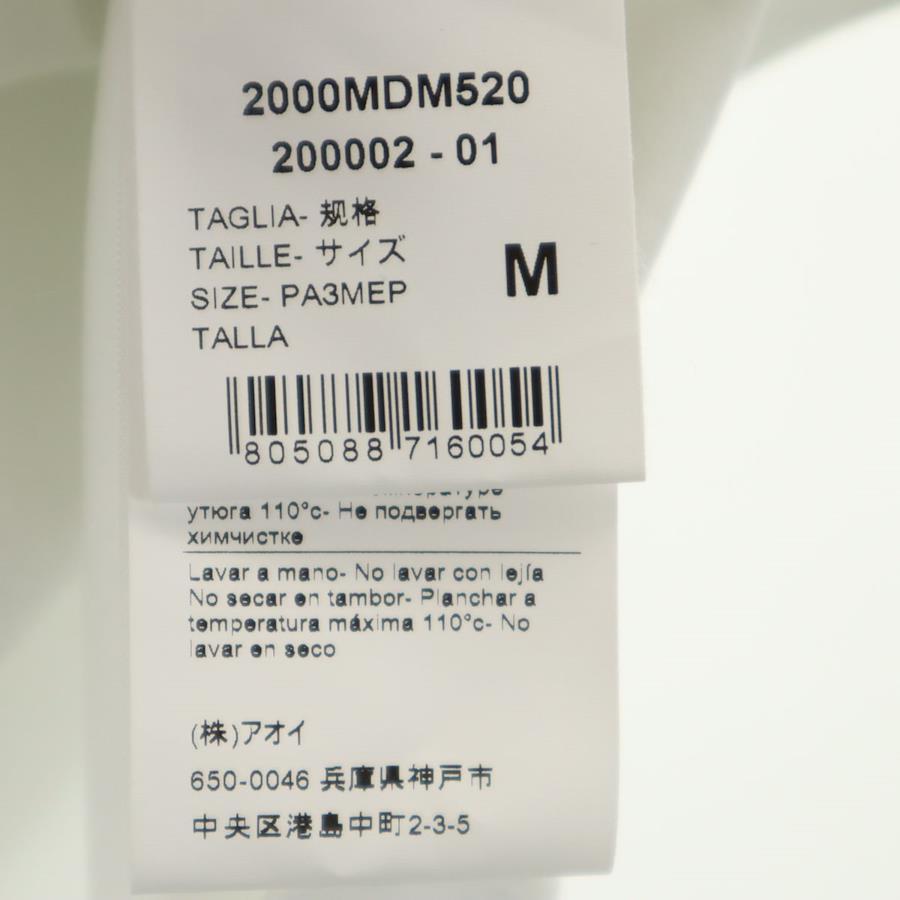 2000MDM520
200002 - 01
TAGLIA- 规格
TAILLE- サイズ
SIZE- РАЗМЕР
TALLA
M
805088 7160054
утюга 110°с- Не подвергать
химчистке
Lavar a mano- No lavar con lejía
No secar en tambor- Planchar a
temperatura máxima 110°c- No
lavar en seco
(株)アオイ
650-0046 兵庫県神戸市
中央区港島中町2-3-5